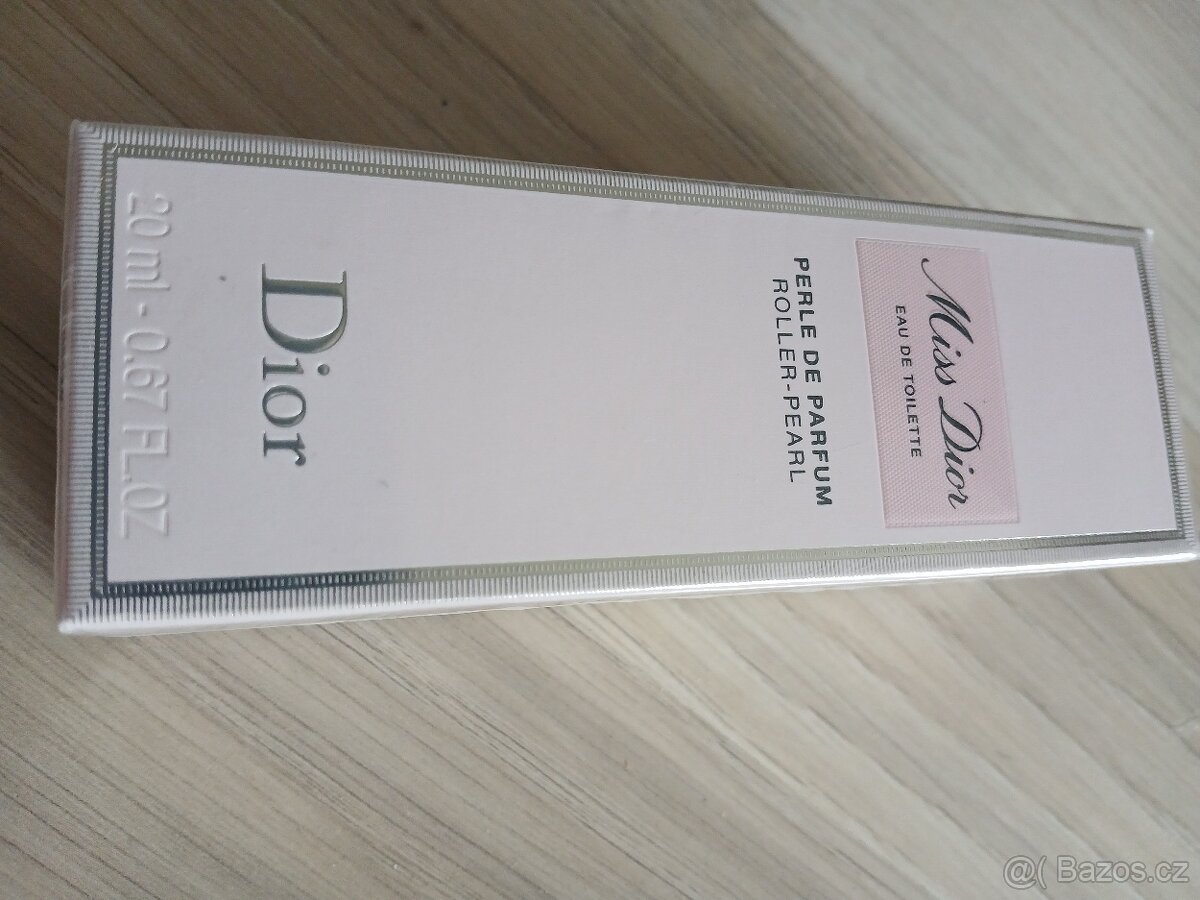 Miss Dior
EAU DE TOILETTE
PERLE DE PARFUM
ROLLER-PEARL
Dior
20 ml - 0.67 FL.OZ
@( Bazos.cz